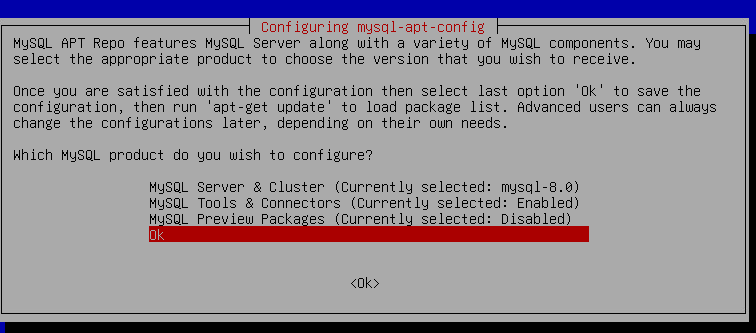 Configuring mysql-apt-config
MySQL APT Repo features MySQL Server along with a variety of MySQL components. You may
select the appropriate product to choose the version that you wish to receive.
Once you are satisfied with the configuration then select last option 'Ok' to save the
configuration, then run 'apt-get update' to load package list. Advanced users can always
change the configurations later, depending on their own needs.
Which MySQL product do you wish to configure?
MySQL Server & Cluster (Currently selected: mysql-8.0)
MySQL Tools & Connectors (Currently selected: Enabled)
MySQL Preview Packages (Currently selected: Disabled)
Ok
<Ok>